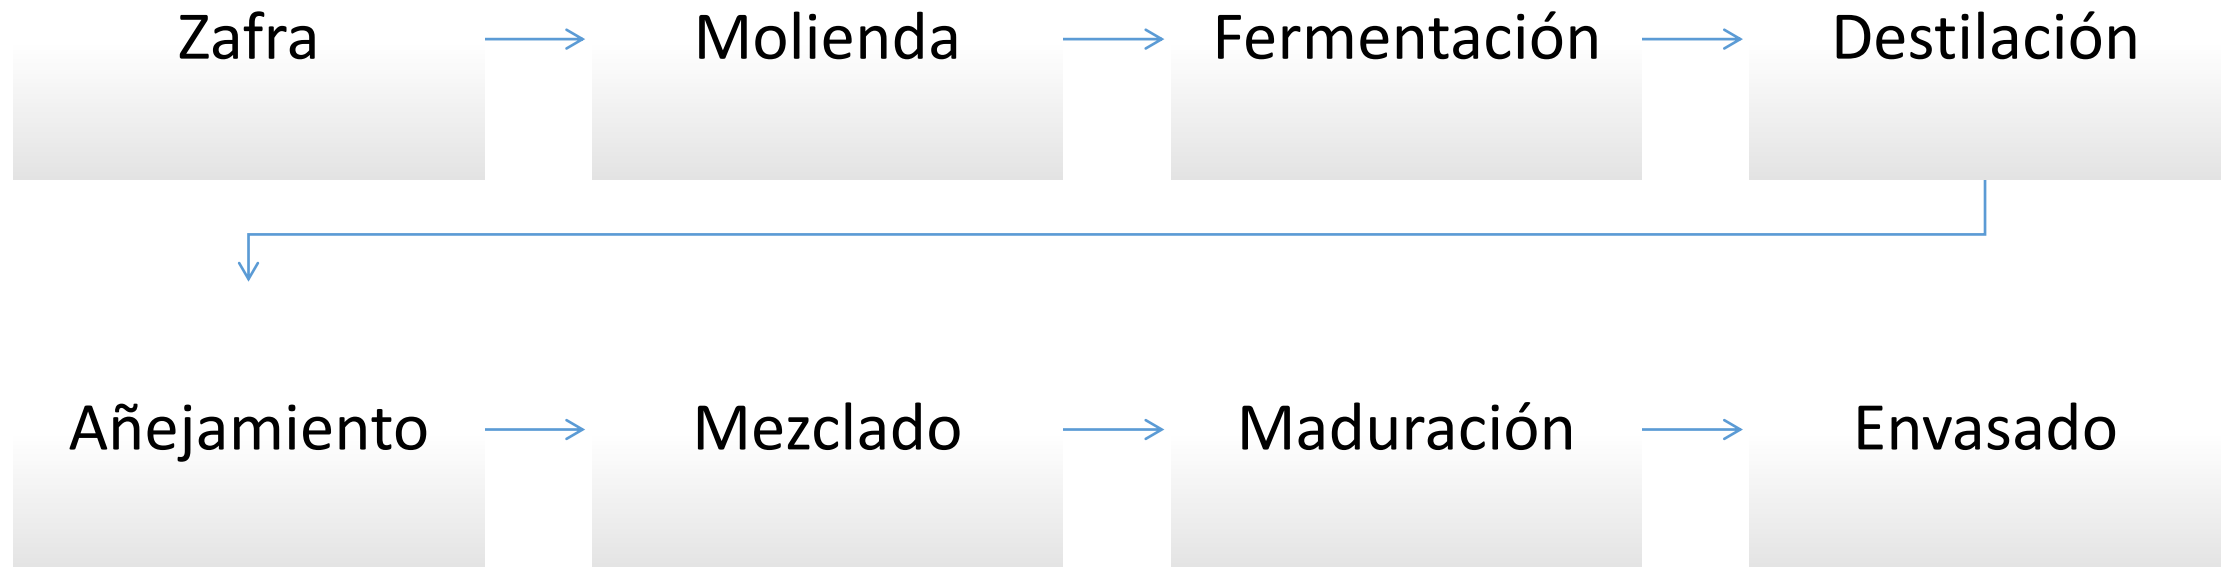 Zafra
Molienda
Fermentación
Destilación
Añejamiento
Mezclado
Maduración
Envasado